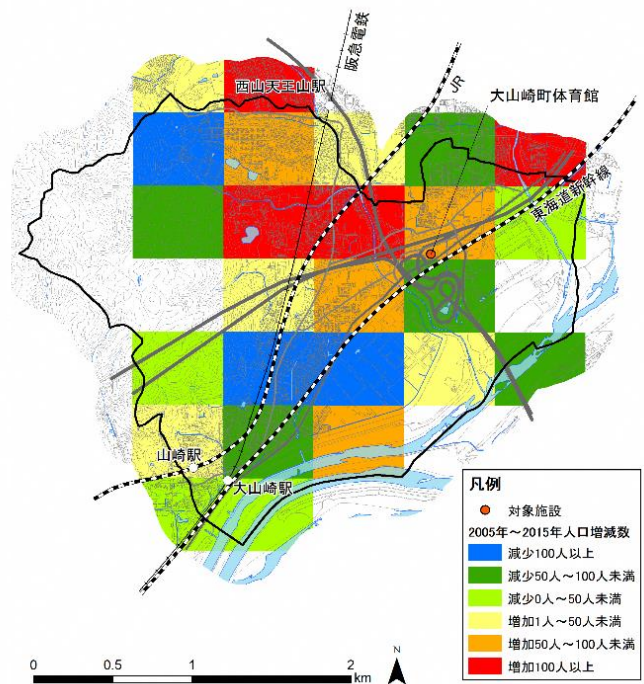 阪急電鉄
西山天王山駅
JR
大山崎町体育館
東海道新幹線
山崎駅
大山崎駅
凡例
対象施設
2005年～2015年人口増減数
減少100人以上
減少50人～100人未満
減少0人～50人未満
増加1人～50人未満
増加50人～100人未満
増加100人以上
0 0.5 1 2
km
N